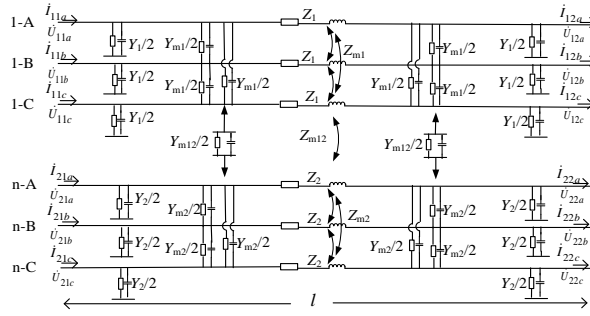 1-A İ11a Z1 İ12a
U̇11a Y1/2 Ym1/2 Zm1 Y1/2 U̇12a
1-B İ11b Z1 İ12b
U̇11b Y1/2 Ym1/2 Ym1/2 Ym1/2 Ym1/2 Y1/2 U̇12b
1-C İ11c Z1 İ12c
U̇11c Y1/2 Y1/2 U̇12c
Ym12/2 Zm12 Ym12/2
n-A İ21a Z2 İ22a
U̇21a Y2/2 Ym2/2 Zm2 Ym2/2 Y2/2 U̇22a
n-B İ21b Z2 İ22b
U̇21b Y2/2 Ym2/2 Ym2/2 Ym2/2 Ym2/2 Y2/2 U̇22b
n-C İ21c Z2 İ22c
U̇21c Y2/2 Y2/2 U̇22c
l